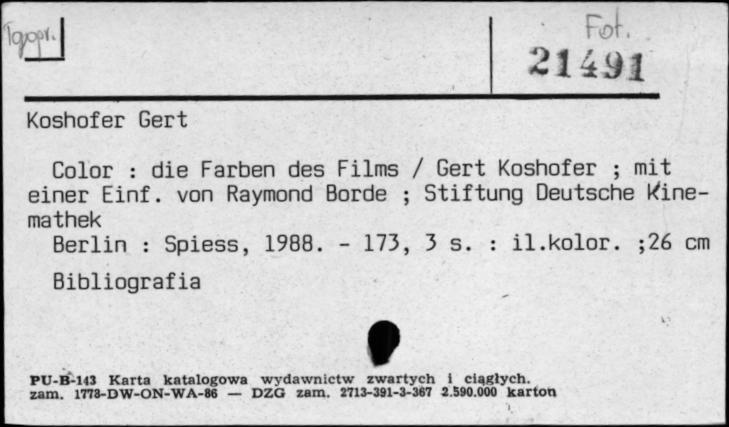 Tyopr.
Fot.
21491
Koshofer Gert
Color : die Farben des Films / Gert Koshofer ; mit
einer Einf. von Raymond Borde ; Stiftung Deutsche Kine-
mathek
Berlin : Spiess, 1988. - 173, 3 s. : il.kolor. ;26 cm
Bibliografia
PU-B-143 Karta katalogowa wydawnictw zwartych i ciągłych.
zam. 1778-DW-ON-WA-86 — DZG zam. 2713-391-3-367 2.590.000 karton